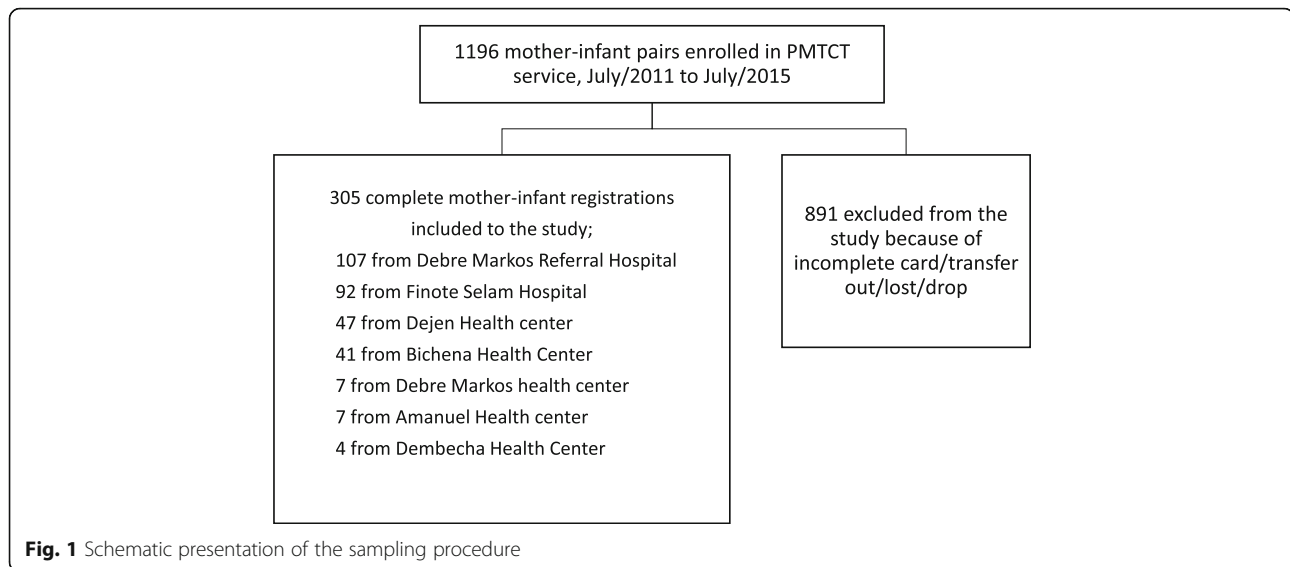 1196 mother-infant pairs enrolled in PMTCT
service, July/2011 to July/2015
305 complete mother-infant registrations
included to the study;
107 from Debre Markos Referral Hospital
92 from Finote Selam Hospital
47 from Dejen Health center
41 from Bichena Health Center
7 from Debre Markos health center
7 from Amanuel Health center
4 from Dembecha Health Center
891 excluded from the
study because of
incomplete card/transfer
out/lost/drop
Fig. 1 Schematic presentation of the sampling procedure